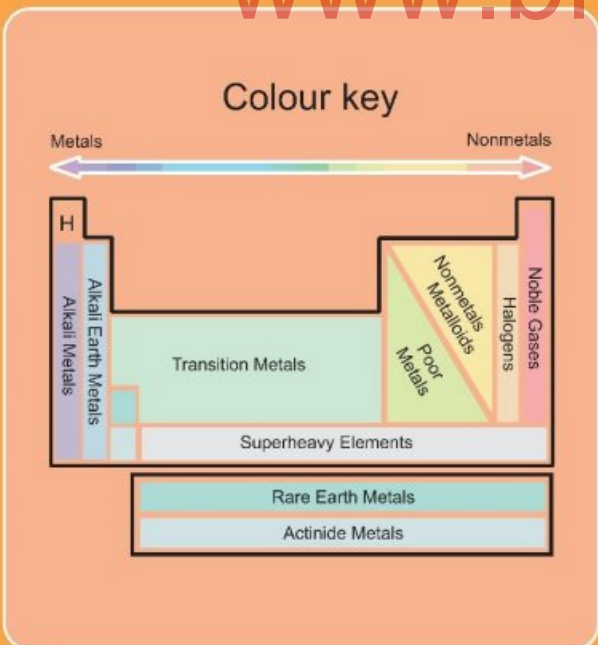 www.b
Colour key
Metals
Nonmetals
H
Alkali Metals
Alkali Earth Metals
Transition Metals
Poor
Metals
Nonmetals
Metalloids
Halogens
Noble Gases
Superheavy Elements
Rare Earth Metals
Actinide Metals